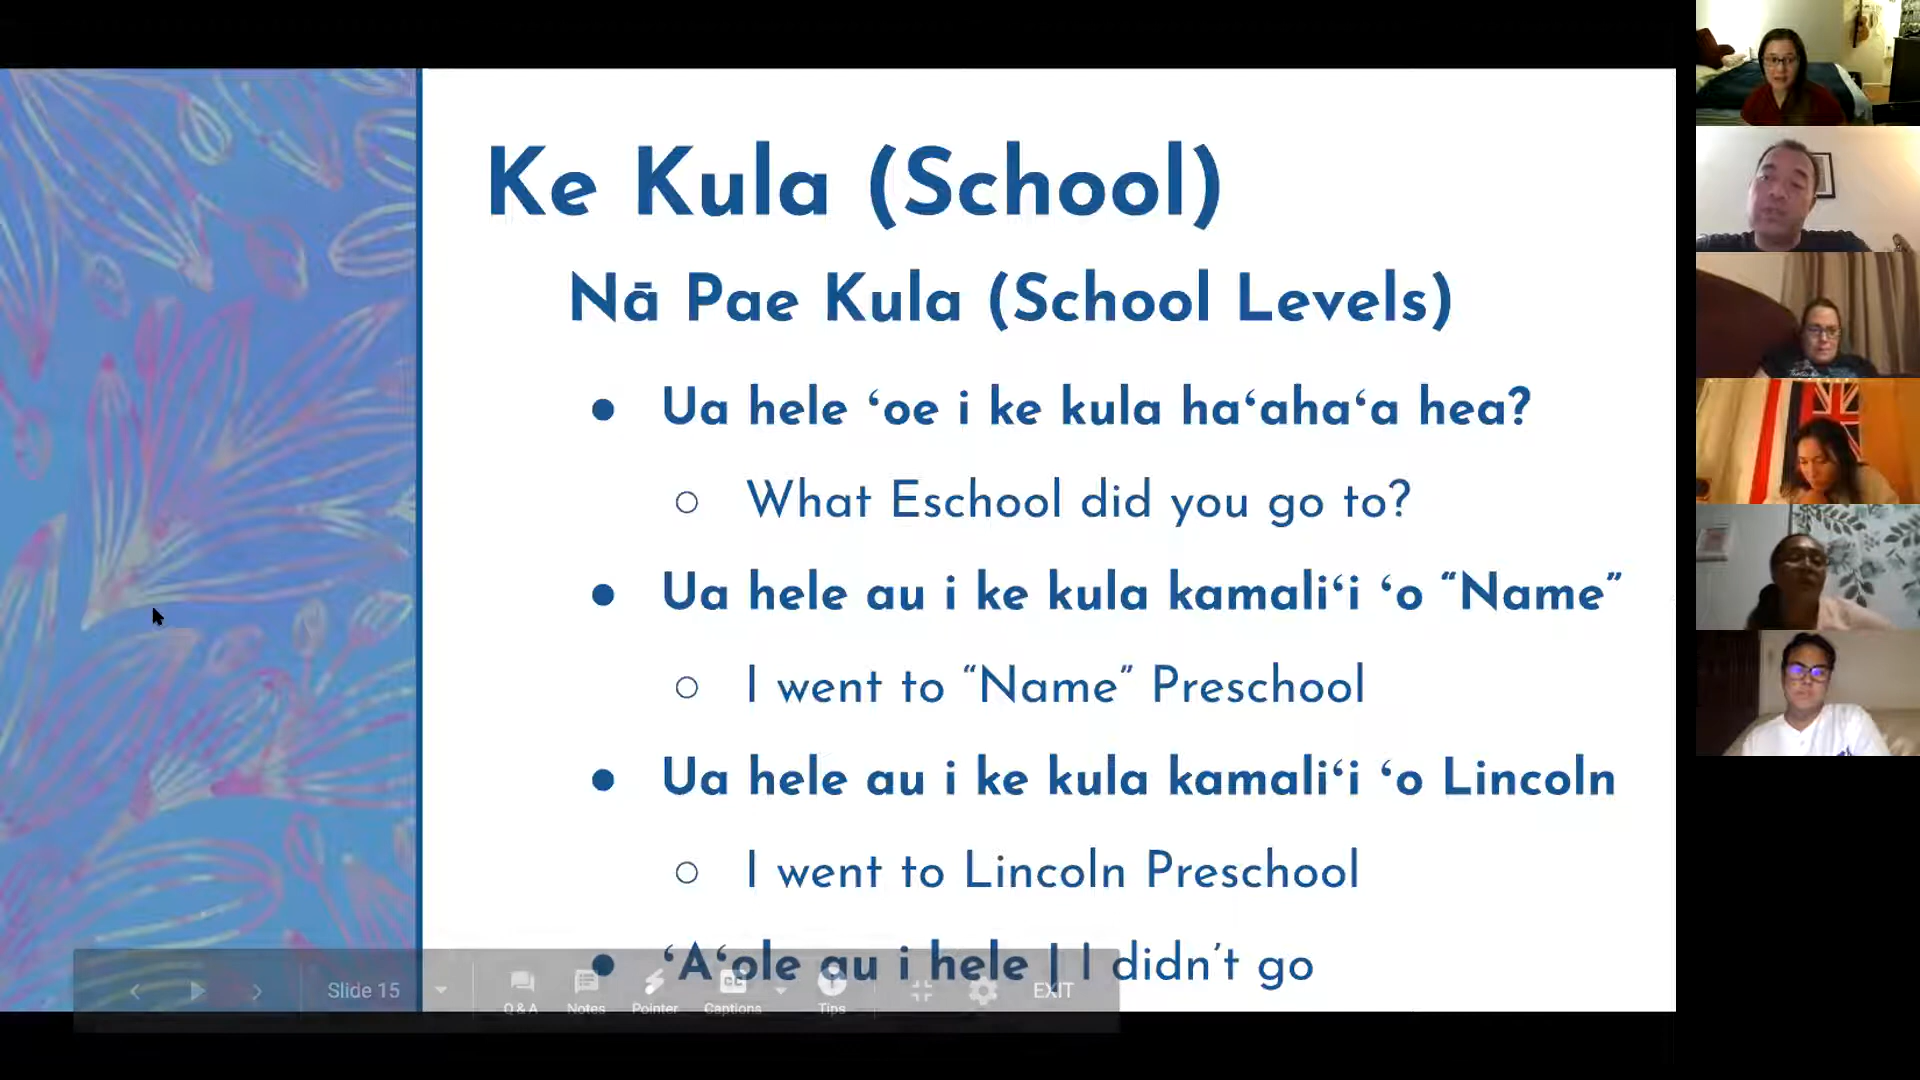 Ke Kula (School)
Nā Pae Kula (School Levels)
● Ua hele ʻoe i ke kula haʻahaʻa hea?
○ What Eschool did you go to?
● Ua hele au i ke kula kamaliʻi ʻo “Name”
○ I went to “Name” Preschool
● Ua hele au i ke kula kamaliʻi ʻo Lincoln
○ I went to Lincoln Preschool
● ʻAʻole au i hele | I didn’t go
Slide 15
Q & A
Notes
Pointer
CC
Captions
Tips
EXIT